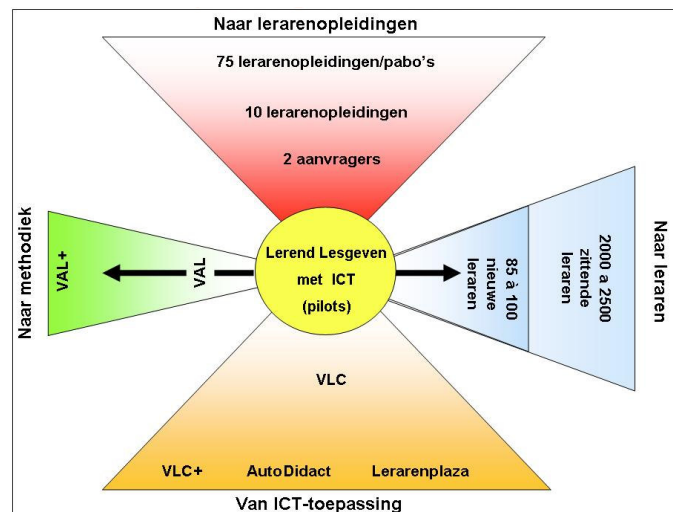 Naar lerarenopleidingen
75 lerarenopleidingen/pabo's
10 lerarenopleidingen
2 aanvragers
Naar methodiek
VAL+
VAL
Lerend Lesgeven
met ICT
(pilots)
85 à 100
nieuwe
leraren
2000 a 2500
zittende
leraren
Naar leraren
VLC
VLC+ AutoDidact Lerarenplaza
Van ICT-toepassing